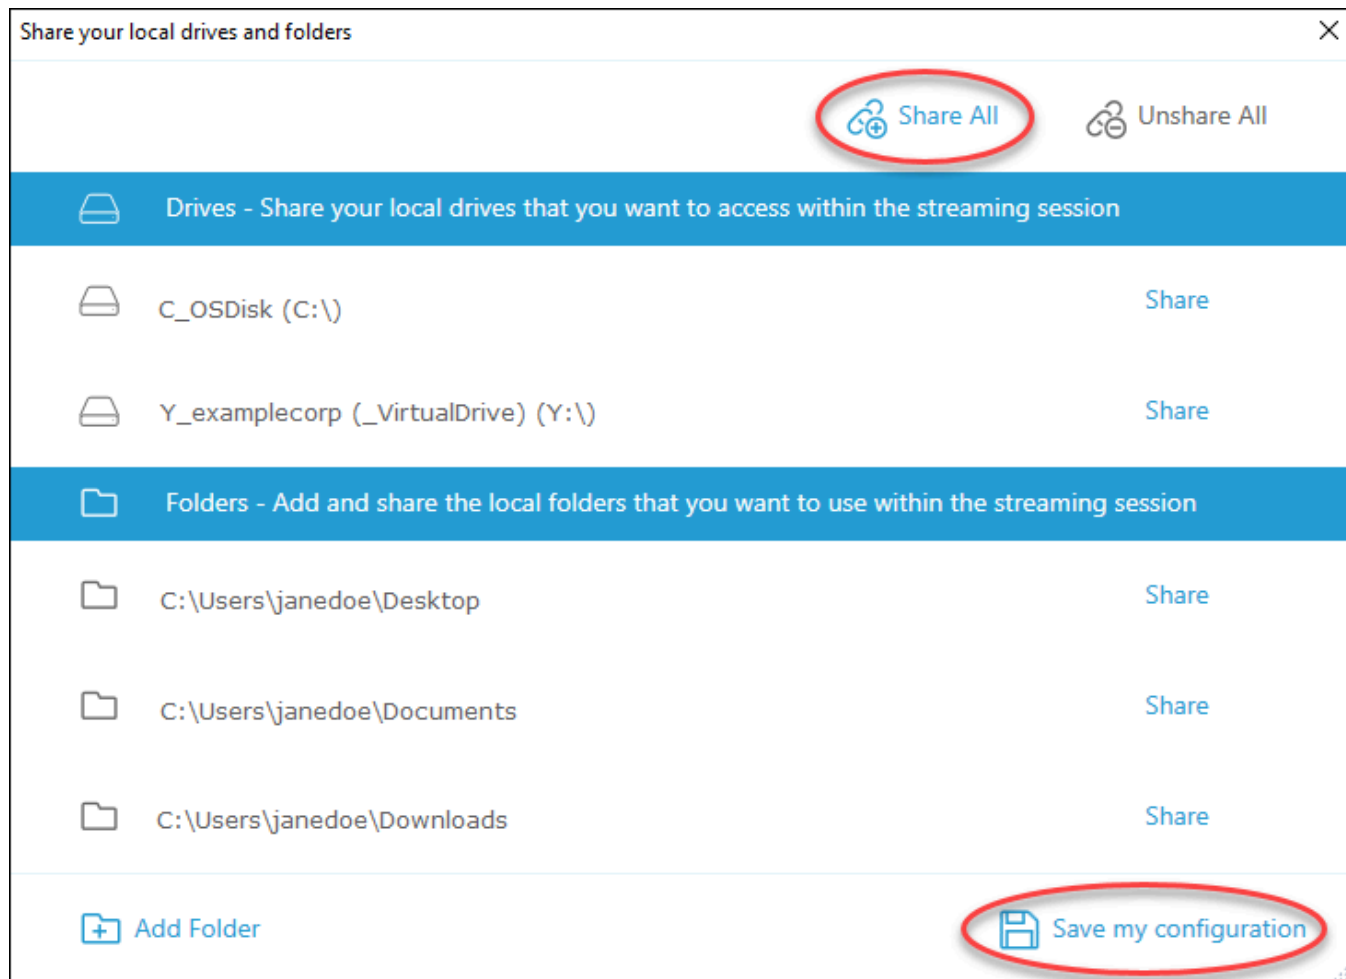 Share your local drives and folders
Share All
Unshare All
Drives - Share your local drives that you want to access within the streaming session
C_OSDisk (C:\)
Share
Y_examplecorp (_VirtualDrive) (Y:\)
Share
Folders - Add and share the local folders that you want to use within the streaming session
C:\Users\janedoe\Desktop
Share
C:\Users\janedoe\Documents
Share
C:\Users\janedoe\Downloads
Share
Add Folder
Save my configuration